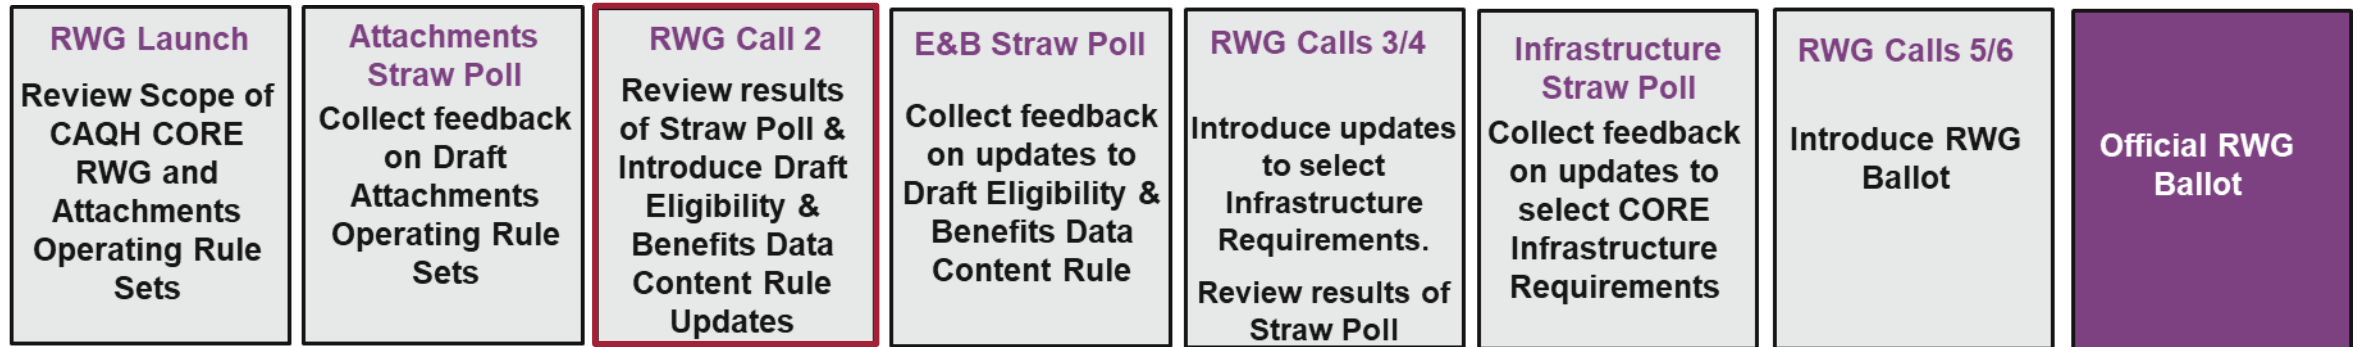 RWG Launch
Review Scope of
CAQH CORE
RWG and
Attachments
Operating Rule
Sets
Attachments
Straw Poll
Collect feedback
on Draft
Attachments
Operating Rule
Sets
RWG Call 2
Review results
of Straw Poll &
Introduce Draft
Eligibility &
Benefits Data
Content Rule
Updates
E&B Straw Poll
Collect feedback
on updates to
Draft Eligibility &
Benefits Data
Content Rule
RWG Calls 3/4
Introduce updates
to select
Infrastructure
Requirements.
Review results of
Straw Poll
Infrastructure
Straw Poll
Collect feedback
on updates to
select CORE
Infrastructure
Requirements
RWG Calls 5/6
Introduce RWG
Ballot
Official RWG
Ballot